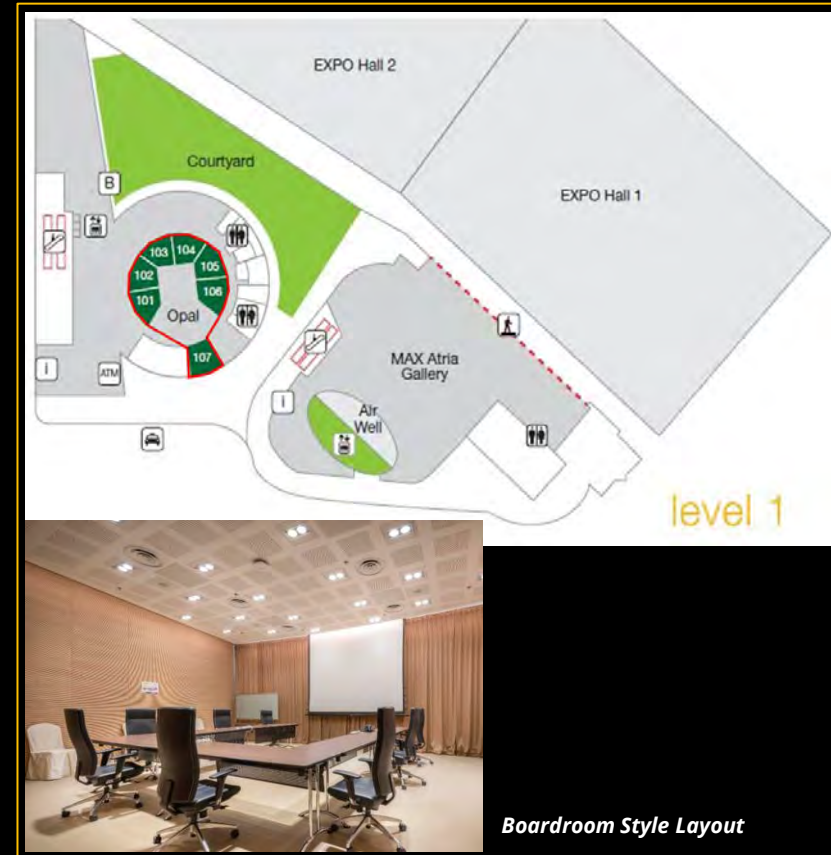 EXPO Hall 2
Courtyard
EXPO Hall 1
B
103 104
102 105
101 106
Opal
107
MAX Atria
Gallery
i
ATM
i
Air
Well
level 1
Boardroom Style Layout